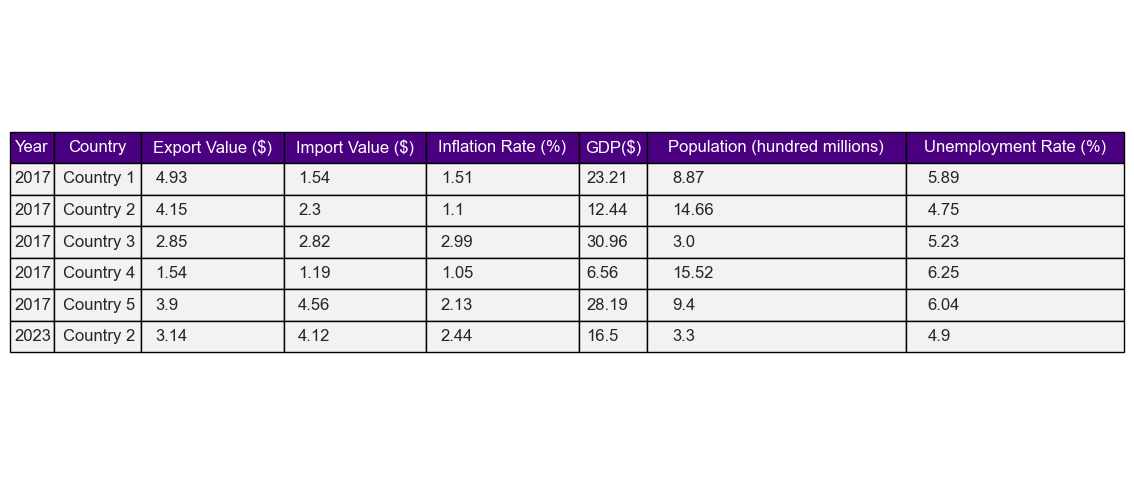 Year Country Export Value ($) Import Value ($) Inflation Rate (%) GDP($) Population (hundred millions) Unemployment Rate (%)
2017 Country 1 4.93 1.54 1.51 23.21 8.87 5.89
2017 Country 2 4.15 2.3 1.1 12.44 14.66 4.75
2017 Country 3 2.85 2.82 2.99 30.96 3.0 5.23
2017 Country 4 1.54 1.19 1.05 6.56 15.52 6.25
2017 Country 5 3.9 4.56 2.13 28.19 9.4 6.04
2023 Country 2 3.14 4.12 2.44 16.5 3.3 4.9